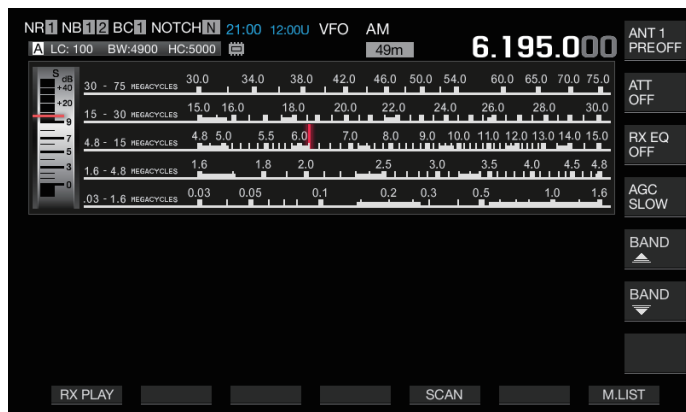 NR1 NB1 2 BC1 NOTCH N 21:00 12:00U VFO AM
A LC: 100 BW:4900 HC:5000 49m 6.195.000
ANT 1
PREOFF
S dB
+40
+20
9
7
5
3
0
30 - 75 MEGACYCLES 30.0 34.0 38.0 42.0 46.0 50.0 54.0 60.0 65.0 70.0 75.0
15 - 30 MEGACYCLES 15.0 16.0 18.0 20.0 22.0 24.0 26.0 28.0 30.0
4.8 - 15 MEGACYCLES 4.8 5.0 5.5 6.0 7.0 8.0 9.0 10.0 11.0 12.0 13.0 14.0 15.0
1.6 - 4.8 MEGACYCLES 1.6 1.8 2.0 2.5 3.0 3.5 4.0 4.5 4.8
.03 - 1.6 MEGACYCLES 0.03 0.05 0.1 0.2 0.3 0.5 1.0 1.6
ATT
OFF
RX EQ
OFF
AGC
SLOW
BAND
BAND
RX PLAY SCAN M.LIST